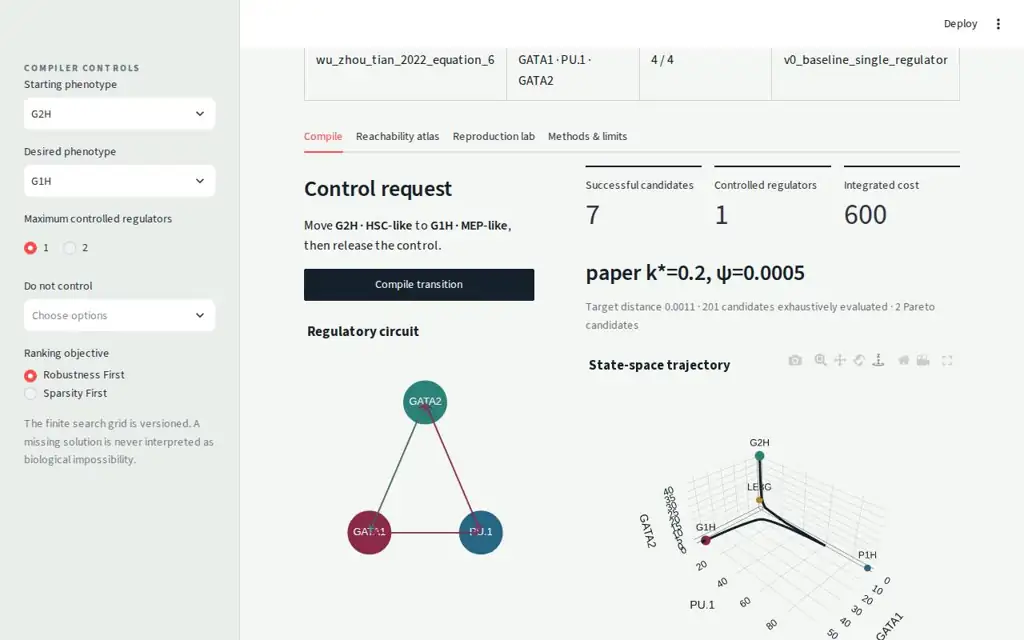 Deploy
COMPILER CONTROLS
Starting phenotype
G2H
Desired phenotype
G1H
Maximum controlled regulators
1
2
Do not control
Choose options
Ranking objective
Robustness First
Sparsity First
The finite search grid is versioned. A
missing solution is never interpreted as
biological impossibility.
wu_zhou_tian_2022_equation_6
GATA1 · PU.1 ·
GATA2
4 / 4
v0_baseline_single_regulator
Compile
Reachability atlas
Reproduction lab
Methods & limits
Control request
Move G2H · HSC-like to G1H · MEP-like,
then release the control.
Compile transition
Regulatory circuit
GATA2
GATA1
PU.1
Successful candidates
7
Controlled regulators
1
Integrated cost
600
paper k*=0.2, ψ=0.0005
Target distance 0.0011 · 201 candidates exhaustively evaluated · 2 Pareto
candidates
State-space trajectory
G2H
G1H
P1H
GATA2
20
40
60
80
PU.1
0
10
20
30
40
50
GATA1